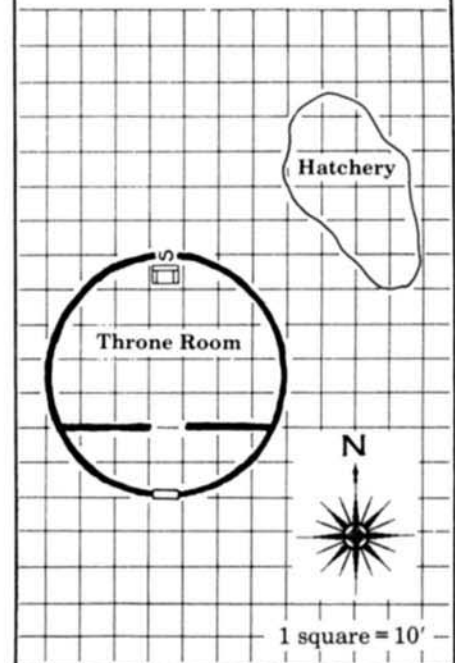 Hatchery
S
Throne Room
N
1 square = 10′